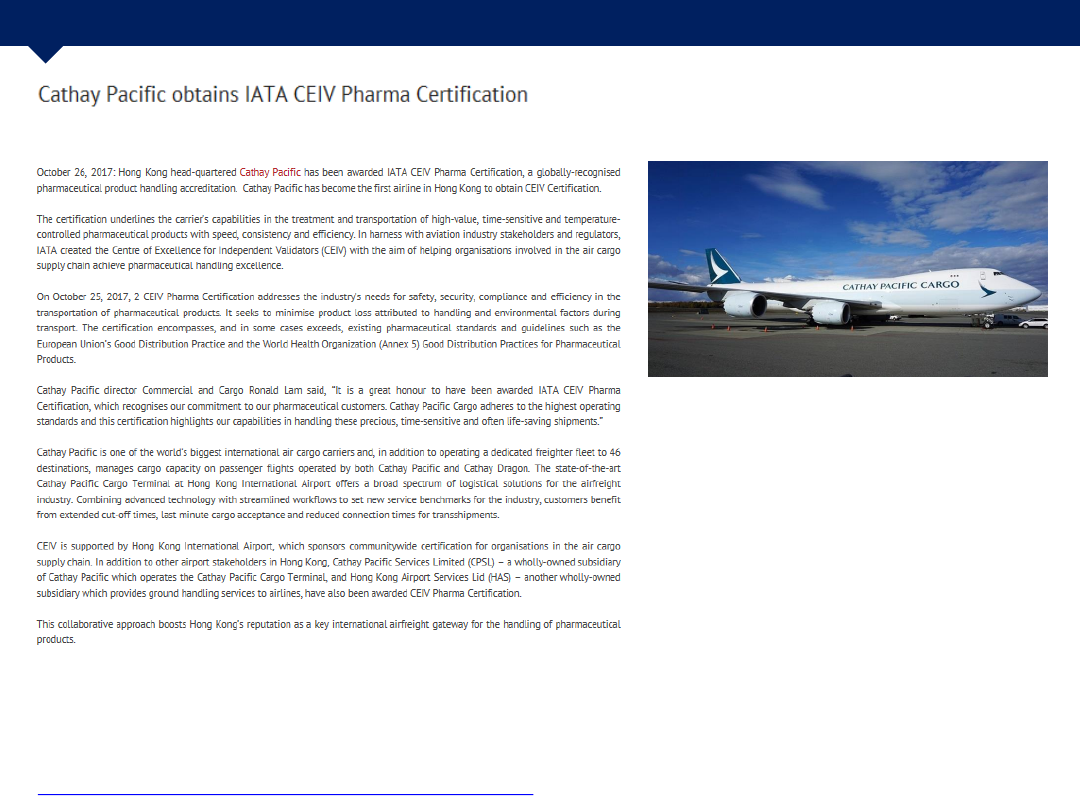 Cathay Pacific obtains IATA CEIV Pharma Certification
October 26, 2017: Hong Kong head-quartered Cathay Pacific has been awarded IATA CEIV Pharma Certification, a globally-recognised
pharmaceutical product handling accreditation. Cathay Pacific has become the first airline in Hong Kong to obtain CEIV Certification.
The certification underlines the carrier's capabilities in the treatment and transportation of high-value, time-sensitive and temperature-
controlled pharmaceutical products with speed, consistency and efficiency. In harness with aviation industry stakeholders and regulators,
IATA created the Centre of Excellence for Independent Validators (CEIV) with the aim of helping organisations involved in the air cargo
supply chain achieve pharmaceutical handling excellence.
On October 25, 2017, 2 CEIV Pharma Certification addresses the industry's needs for safety, security, compliance and efficiency in the
transportation of pharmaceutical products. It seeks to minimise product loss attributed to handling and environmental factors during
transport. The certification encompasses, and in some cases exceeds, existing pharmaceutical standards and guidelines such as the
European Union's Good Distribution Practice and the World Health Organization (Annex 5) Good Distribution Practices for Pharmaceutical
Products.
Cathay Pacific director Commercial and Cargo Ronald Lam said, "It is a great honour to have been awarded IATA CEIV Pharma
Certification, which recognises our commitment to our pharmaceutical customers. Cathay Pacific Cargo adheres to the highest operating
standards and this certification highlights our capabilities in handling these precious, time-sensitive and often life-saving shipments."
Cathay Pacific is one of the world's biggest international air cargo carriers and, in addition to operating a dedicated freighter fleet to 46
destinations, manages cargo capacity on passenger flights operated by both Cathay Pacific and Cathay Dragon. The state-of-the-art
Cathay Pacific Cargo Terminal at Hong Kong International Airport offers a broad spectrum of logistical solutions for the airfreight
industry. Combining advanced technology with streamlined workflows to set new service benchmarks for the industry, customers benefit
from extended cut-off times, last minute cargo acceptance and reduced connection times for transshipments.
CEIV is supported by Hong Kong International Airport, which sponsors communitywide certification for organisations in the air cargo
supply chain. In addition to other airport stakeholders in Hong Kong, Cathay Pacific Services Limited (CPSL) – a wholly-owned subsidiary
of Cathay Pacific which operates the Cathay Pacific Cargo Terminal, and Hong Kong Airport Services Lid (HAS) – another wholly-owned
subsidiary which provides ground handling services to airlines, have also been awarded CEIV Pharma Certification.
This collaborative approach boosts Hong Kong's reputation as a key international airfreight gateway for the handling of pharmaceutical
products.
CATHAY PACIFIC CARGO